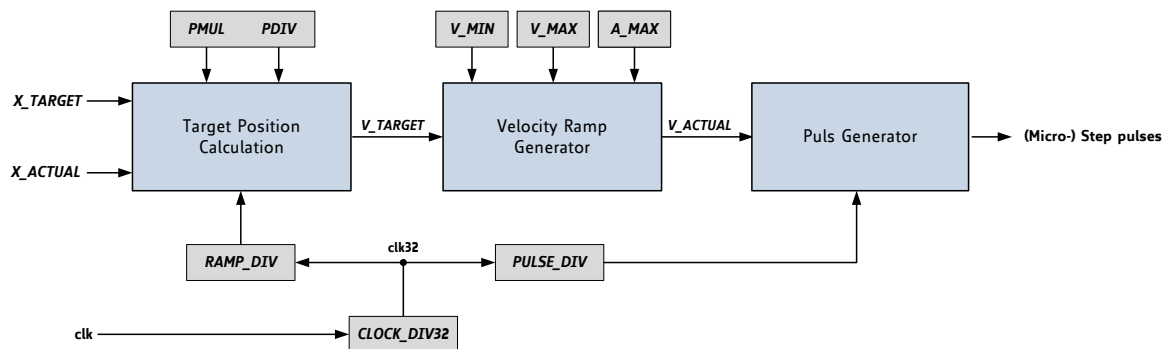 PMUL PDIV
V_MIN
V_MAX
A_MAX
X_TARGET
X_ACTUAL
Target Position
Calculation
V_TARGET
Velocity Ramp
Generator
V_ACTUAL
Puls Generator
(Micro-) Step pulses
clk32
RAMP_DIV
PULSE_DIV
clk
CLOCK_DIV32